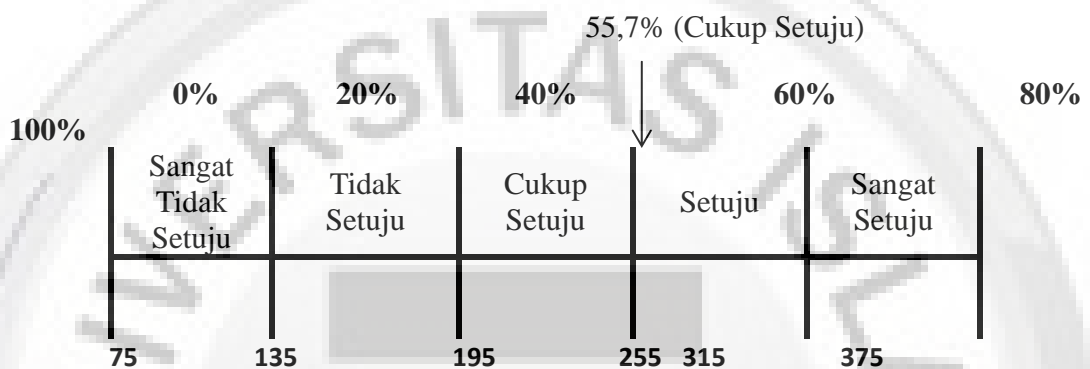 55,7% (Cukup Setuju)
0% 20% 40% 60% 80%
100%
Sangat
Tidak
Setuju
Tidak
Setuju
Cukup
Setuju
Setuju
Sangat
Setuju
75 135 195 255 315 375